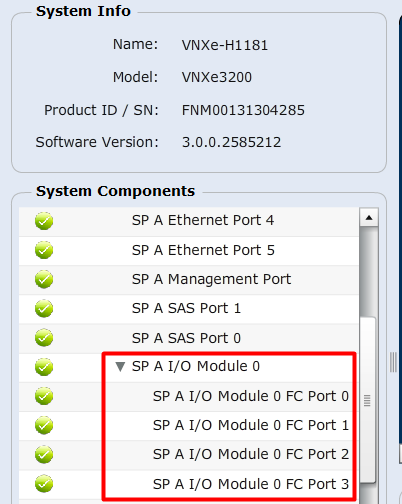 System Info
Name: VNXe-H1181
Model: VNXe3200
Product ID / SN: FNM00131304285
Software Version: 3.0.0.2585212
System Components
SP A Ethernet Port 4
SP A Ethernet Port 5
SP A Management Port
SP A SAS Port 1
SP A SAS Port 0
SP A I/O Module 0
SP A I/O Module 0 FC Port 0
SP A I/O Module 0 FC Port 1
SP A I/O Module 0 FC Port 2
SP A I/O Module 0 FC Port 3